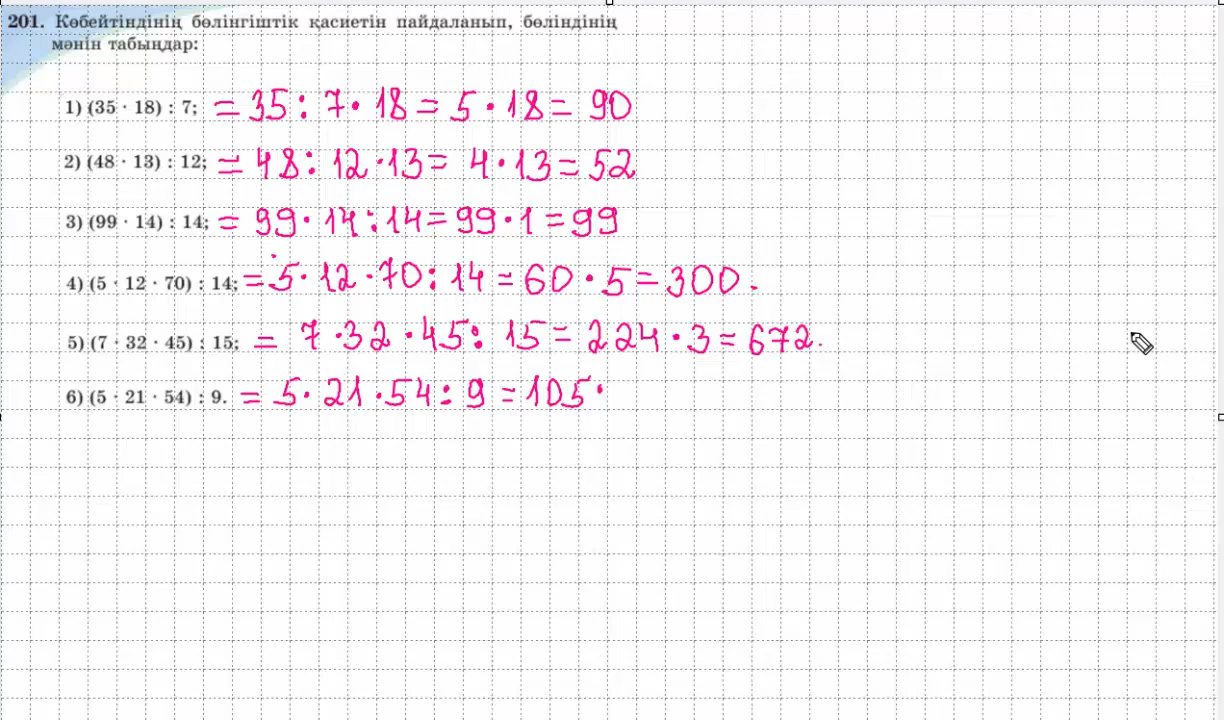 201. Көбейтіндінің бөлінгіштік қасиетін пайдаланып, бөліндінің
мәнін табыңдар:
1) (35 · 18) : 7; = 35 : 7 · 18 = 5 · 18 = 90
2) (48 · 13) : 12; = 48 : 12 · 13 = 4 · 13 = 52
3) (99 · 14) : 14; = 99 · 14 : 14 = 99 · 1 = 99
4) (5 · 12 · 70) : 14; = 5 · 12 · 70 : 14 = 60 · 5 = 300.
5) (7 · 32 · 45) : 15; = 7 · 32 · 45 : 15 = 224 · 3 = 672.
6) (5 · 21 · 54) : 9. = 5 · 21 · 54 : 9 = 105 ·